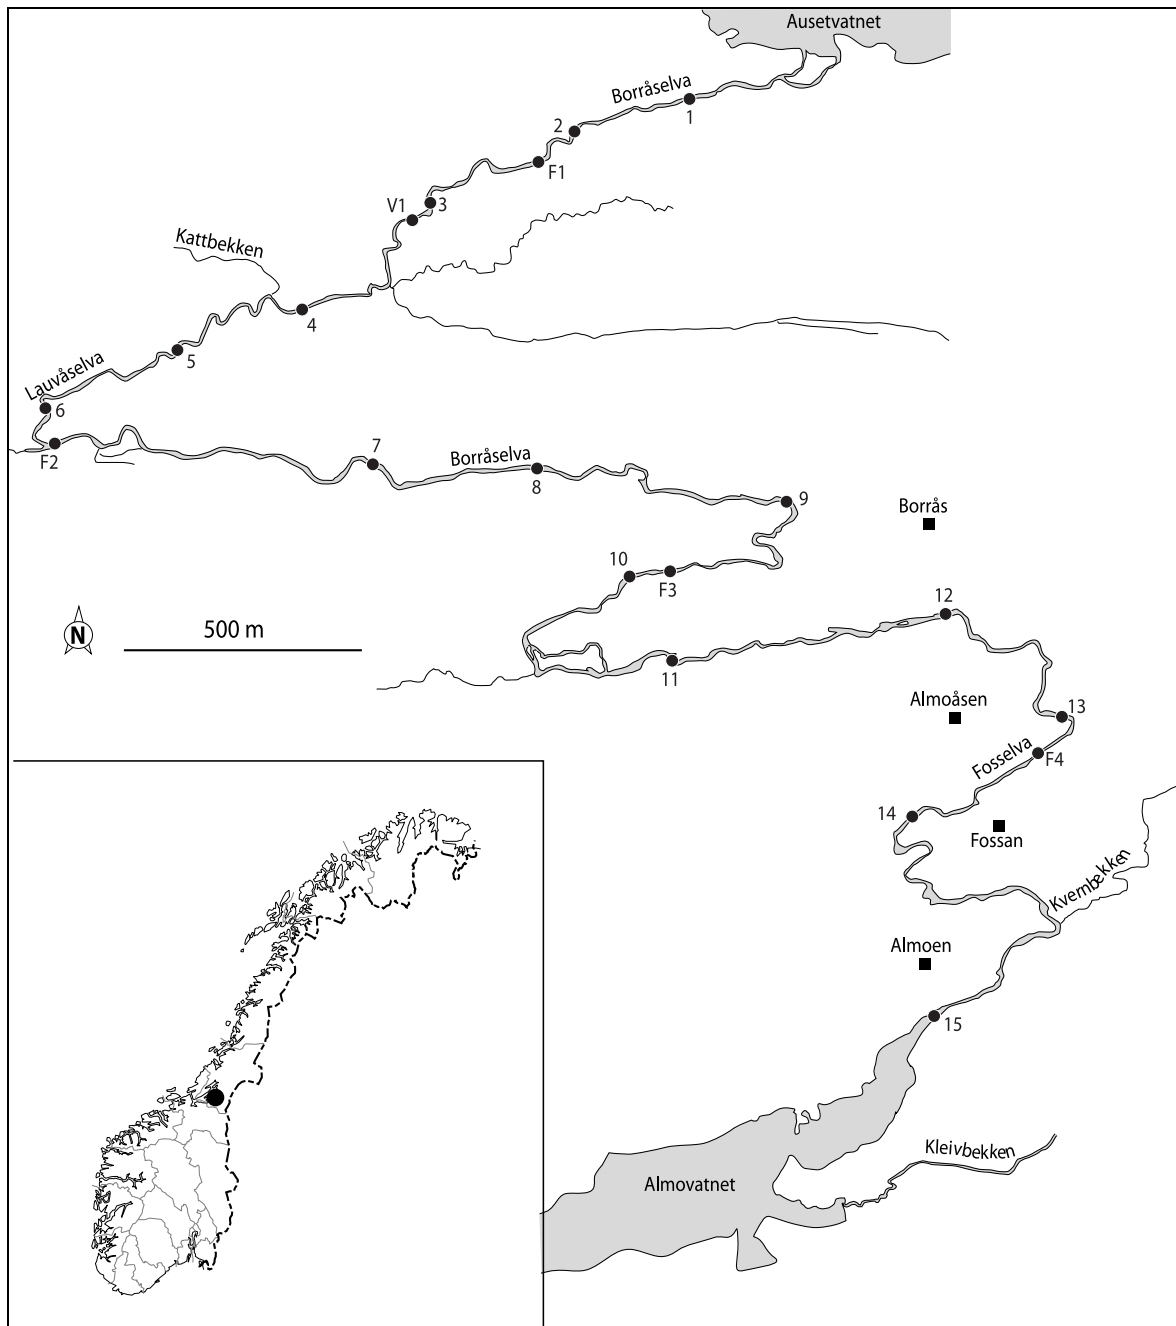 Ausetvatnet
Borråselva
1
2
F1
V1
3
Kattbekken
4
5
Lauvåselva
6
F2
7
Borråselva
8
9
Borrås
10
F3
12
N
500 m
11
Almoåsen
13
Fosselva
F4
14
Fossan
Kvernbekken
Almoen
15
Kleivbekken
Almovatnet